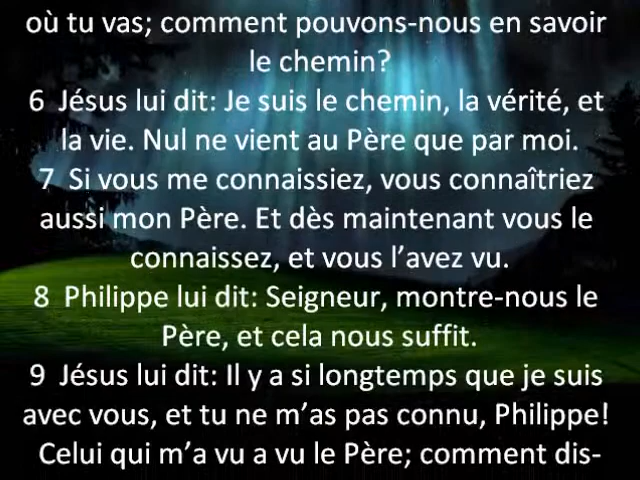 où tu vas; comment pouvons-nous en savoir
le chemin?
6 Jésus lui dit: Je suis le chemin, la vérité, et
la vie. Nul ne vient au Père que par moi.
7 Si vous me connaissiez, vous connaîtriez
aussi mon Père. Et dès maintenant vous le
connaissez, et vous l’avez vu.
8 Philippe lui dit: Seigneur, montre-nous le
Père, et cela nous suffit.
9 Jésus lui dit: Il y a si longtemps que je suis
avec vous, et tu ne m’as pas connu, Philippe!
Celui qui m’a vu a vu le Père; comment dis-